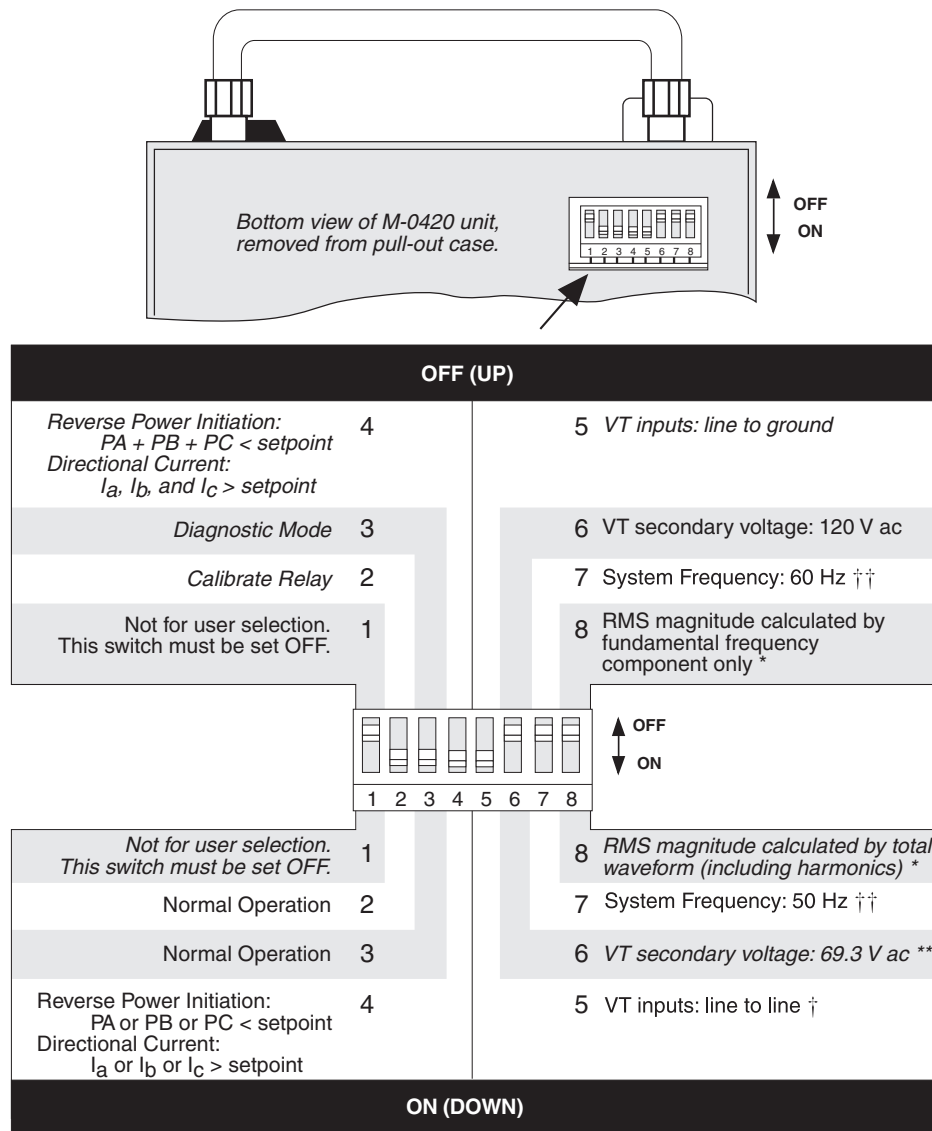 OFF
ON
Bottom view of M-0420 unit,
removed from pull-out case.
1 2 3 4 5 6 7 8
OFF (UP)
Reverse Power Initiation: 4
PA + PB + PC < setpoint
Directional Current:
Ia, Ib, and Ic > setpoint
5 VT inputs: line to ground
Diagnostic Mode 3
6 VT secondary voltage: 120 V ac
Calibrate Relay 2
7 System Frequency: 60 Hz ††
Not for user selection. 1
This switch must be set OFF.
8 RMS magnitude calculated by
fundamental frequency
component only *
OFF
ON
1 2 3 4 5 6 7 8
Not for user selection. 1
This switch must be set OFF.
8 RMS magnitude calculated by total
waveform (including harmonics) *
Normal Operation 2
7 System Frequency: 50 Hz ††
Normal Operation 3
6 VT secondary voltage: 69.3 V ac **
Reverse Power Initiation: 4
PA or PB or PC < setpoint
Directional Current:
Ia or Ib or Ic > setpoint
5 VT inputs: line to line †
ON (DOWN)